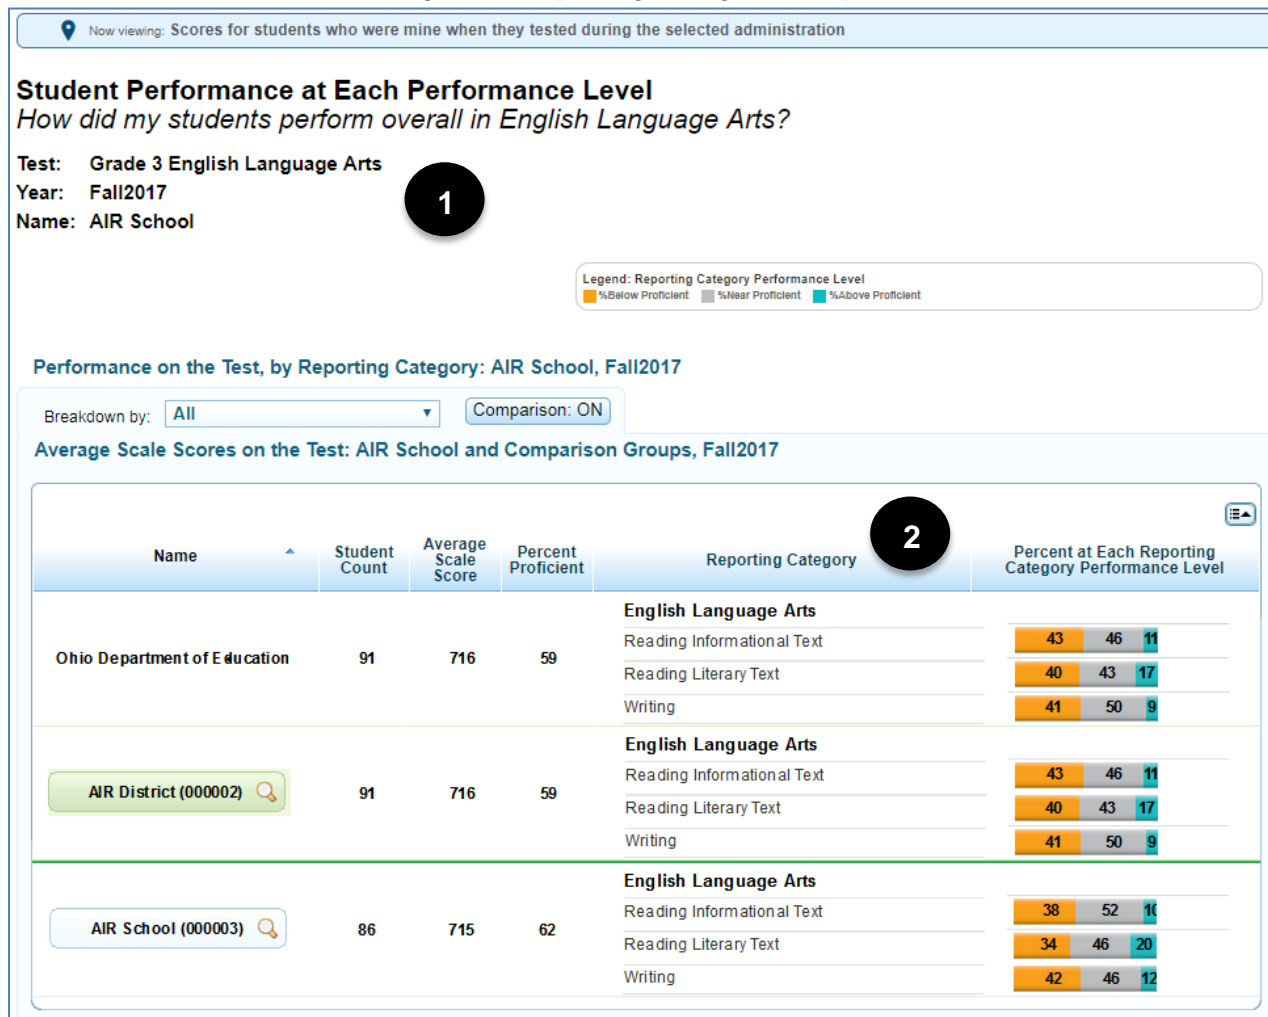 Now viewing: Scores for students who were mine when they tested during the selected administration
Student Performance at Each Performance Level
How did my students perform overall in English Language Arts?
Test: Grade 3 English Language Arts
Year: Fall2017
Name: AIR School
1
Legend: Reporting Category Performance Level
%Below Proficient %Near Proficient %Above Proficient
Performance on the Test, by Reporting Category: AIR School, Fall2017
Breakdown by: All Comparison: ON
Average Scale Scores on the Test: AIR School and Comparison Groups, Fall2017
2
Name Student Count Average Scale Score Percent Proficient Reporting Category Percent at Each Reporting Category Performance Level
English Language Arts
Reading Informational Text 43 46 11
Ohio Department of Education 91 716 59
Reading Literary Text 40 43 17
Writing 41 50 9
English Language Arts
Reading Informational Text 43 46 11
AIR District (000002) 91 716 59
Reading Literary Text 40 43 17
Writing 41 50 9
English Language Arts
Reading Informational Text 38 52 10
AIR School (000003) 86 715 62
Reading Literary Text 34 46 20
Writing 42 46 12